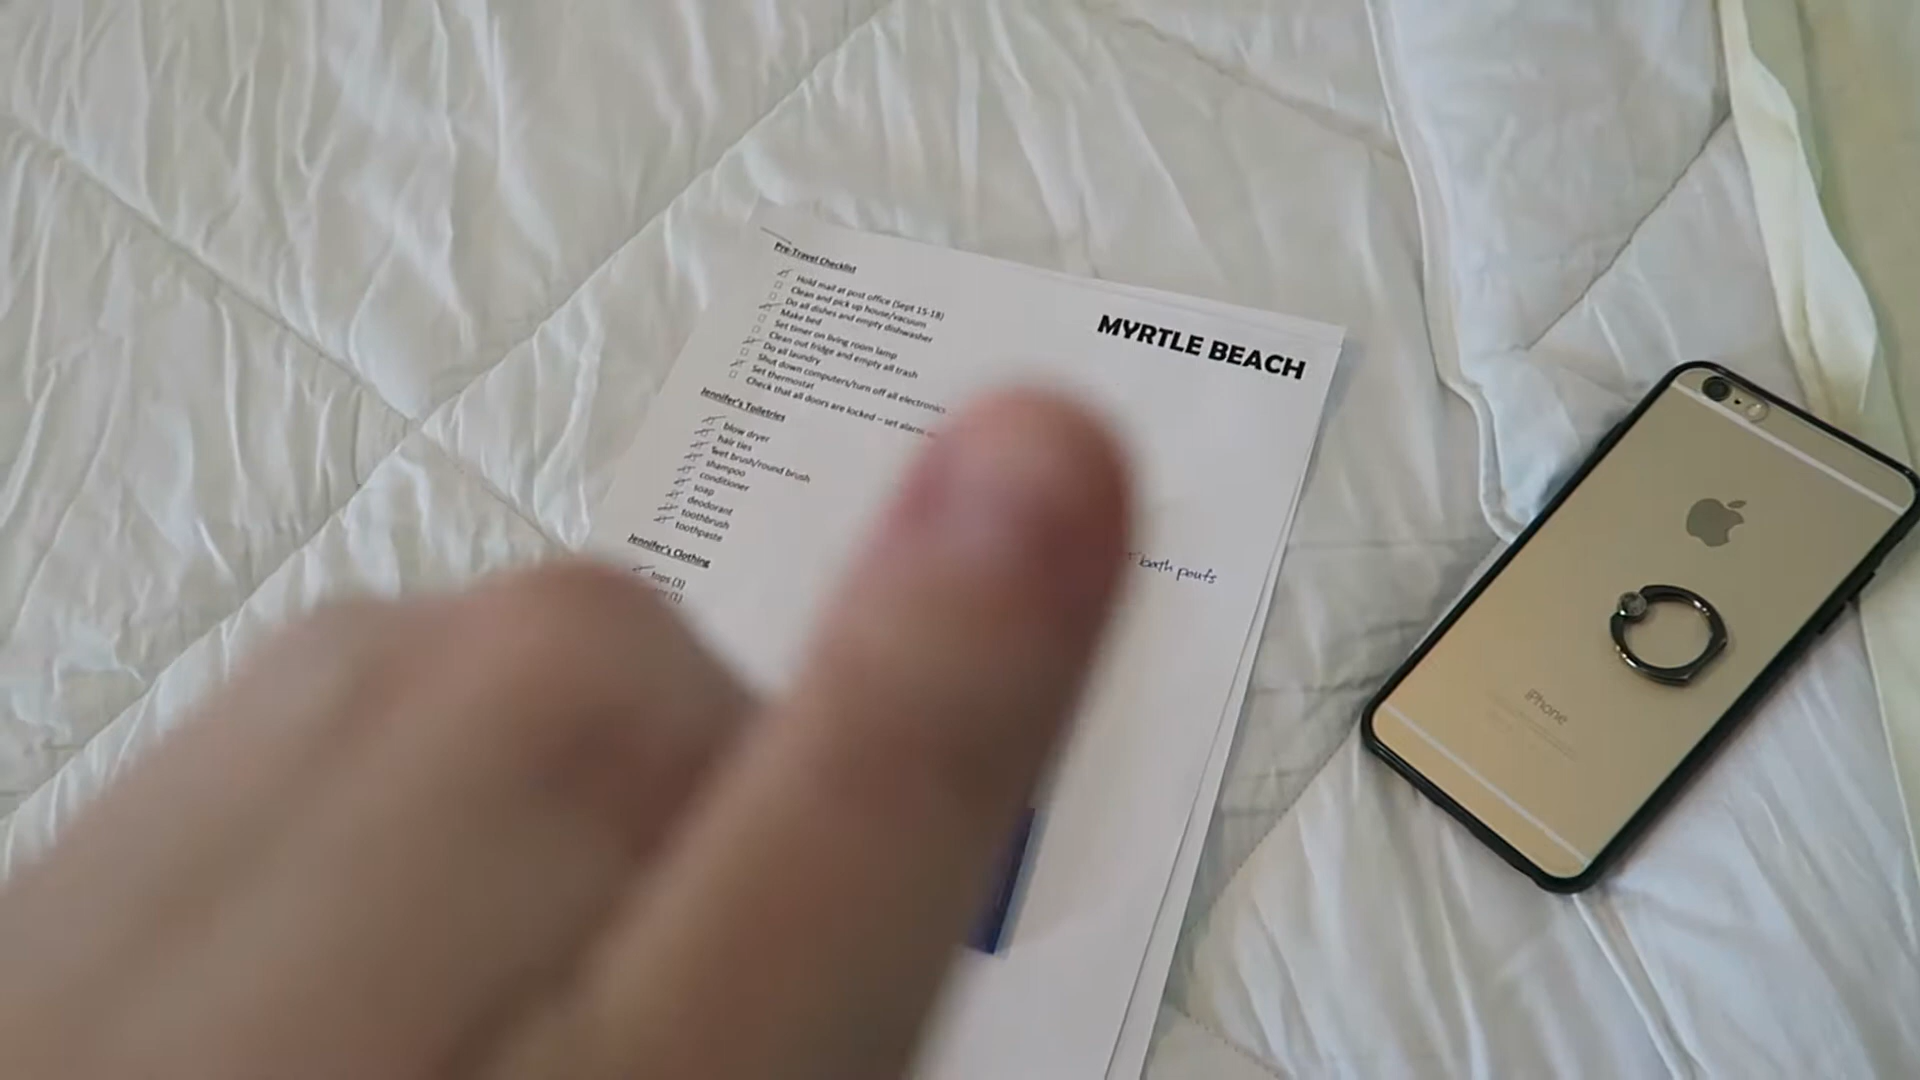 Pre-Travel Checklist
Hold mail at post office (Sept 15-18)
Clean and pick up house/vacuum
Do all dishes and empty dishwasher
Make bed
Set timer on living room lamp
Clean out fridge and empty all trash
Do all laundry
Shut down computers/turn off all electronics
Set thermostat
Check that all doors are locked – set alarm
MYRTLE BEACH
Jennifer's Toiletries
blow dryer
hair ties
wet brush/round brush
shampoo
conditioner
soap
deodorant
toothbrush
toothpaste
bath poufs
Jennifer's Clothing
tops (3)
(1)
iPhone